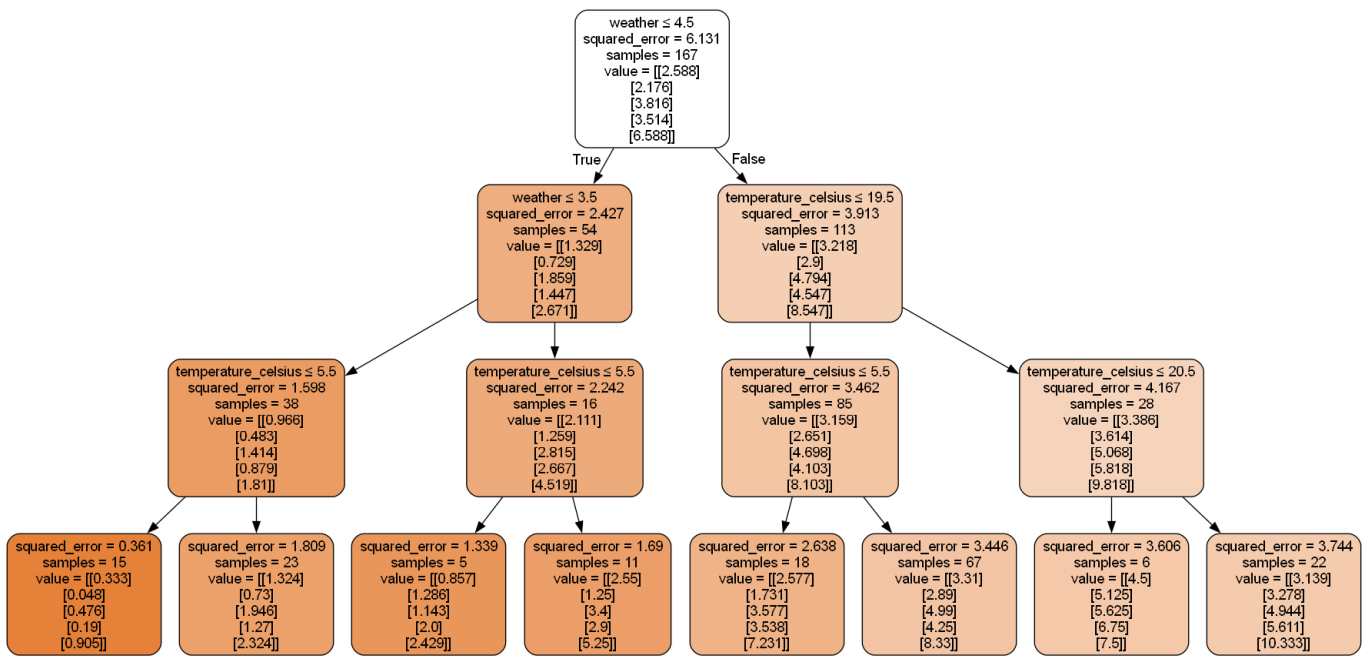 weather ≤ 4.5
squared_error = 6.131
samples = 167
value = [[2.588]
[2.176]
[3.816]
[3.514]
[6.588]]
True
False
weather ≤ 3.5
squared_error = 2.427
samples = 54
value = [[1.329]
[0.729]
[1.859]
[1.447]
[2.671]]
temperature_celsius ≤ 19.5
squared_error = 3.913
samples = 113
value = [[3.218]
[2.9]
[4.794]
[4.547]
[8.547]]
temperature_celsius ≤ 5.5
squared_error = 1.598
samples = 38
value = [[0.966]
[0.483]
[1.414]
[0.879]
[1.81]]
temperature_celsius ≤ 5.5
squared_error = 2.242
samples = 16
value = [[2.111]
[1.259]
[2.815]
[2.667]
[4.519]]
temperature_celsius ≤ 5.5
squared_error = 3.462
samples = 85
value = [[3.159]
[2.651]
[4.698]
[4.103]
[8.103]]
temperature_celsius ≤ 20.5
squared_error = 4.167
samples = 28
value = [[3.386]
[3.614]
[5.068]
[5.818]
[9.818]]
squared_error = 0.361
samples = 15
value = [[0.333]
[0.048]
[0.476]
[0.19]
[0.905]]
squared_error = 1.809
samples = 23
value = [[1.324]
[0.73]
[1.946]
[1.27]
[2.324]]
squared_error = 1.339
samples = 5
value = [[0.857]
[1.286]
[1.143]
[2.0]
[2.429]]
squared_error = 1.69
samples = 11
value = [[2.55]
[1.25]
[3.4]
[2.9]
[5.25]]
squared_error = 2.638
samples = 18
value = [[2.577]
[1.731]
[3.577]
[3.538]
[7.231]]
squared_error = 3.446
samples = 67
value = [[3.31]
[2.89]
[4.99]
[4.25]
[8.33]]
squared_error = 3.606
samples = 6
value = [[4.5]
[5.125]
[5.625]
[6.75]
[7.5]]
squared_error = 3.744
samples = 22
value = [[3.139]
[3.278]
[4.944]
[5.611]
[10.333]]